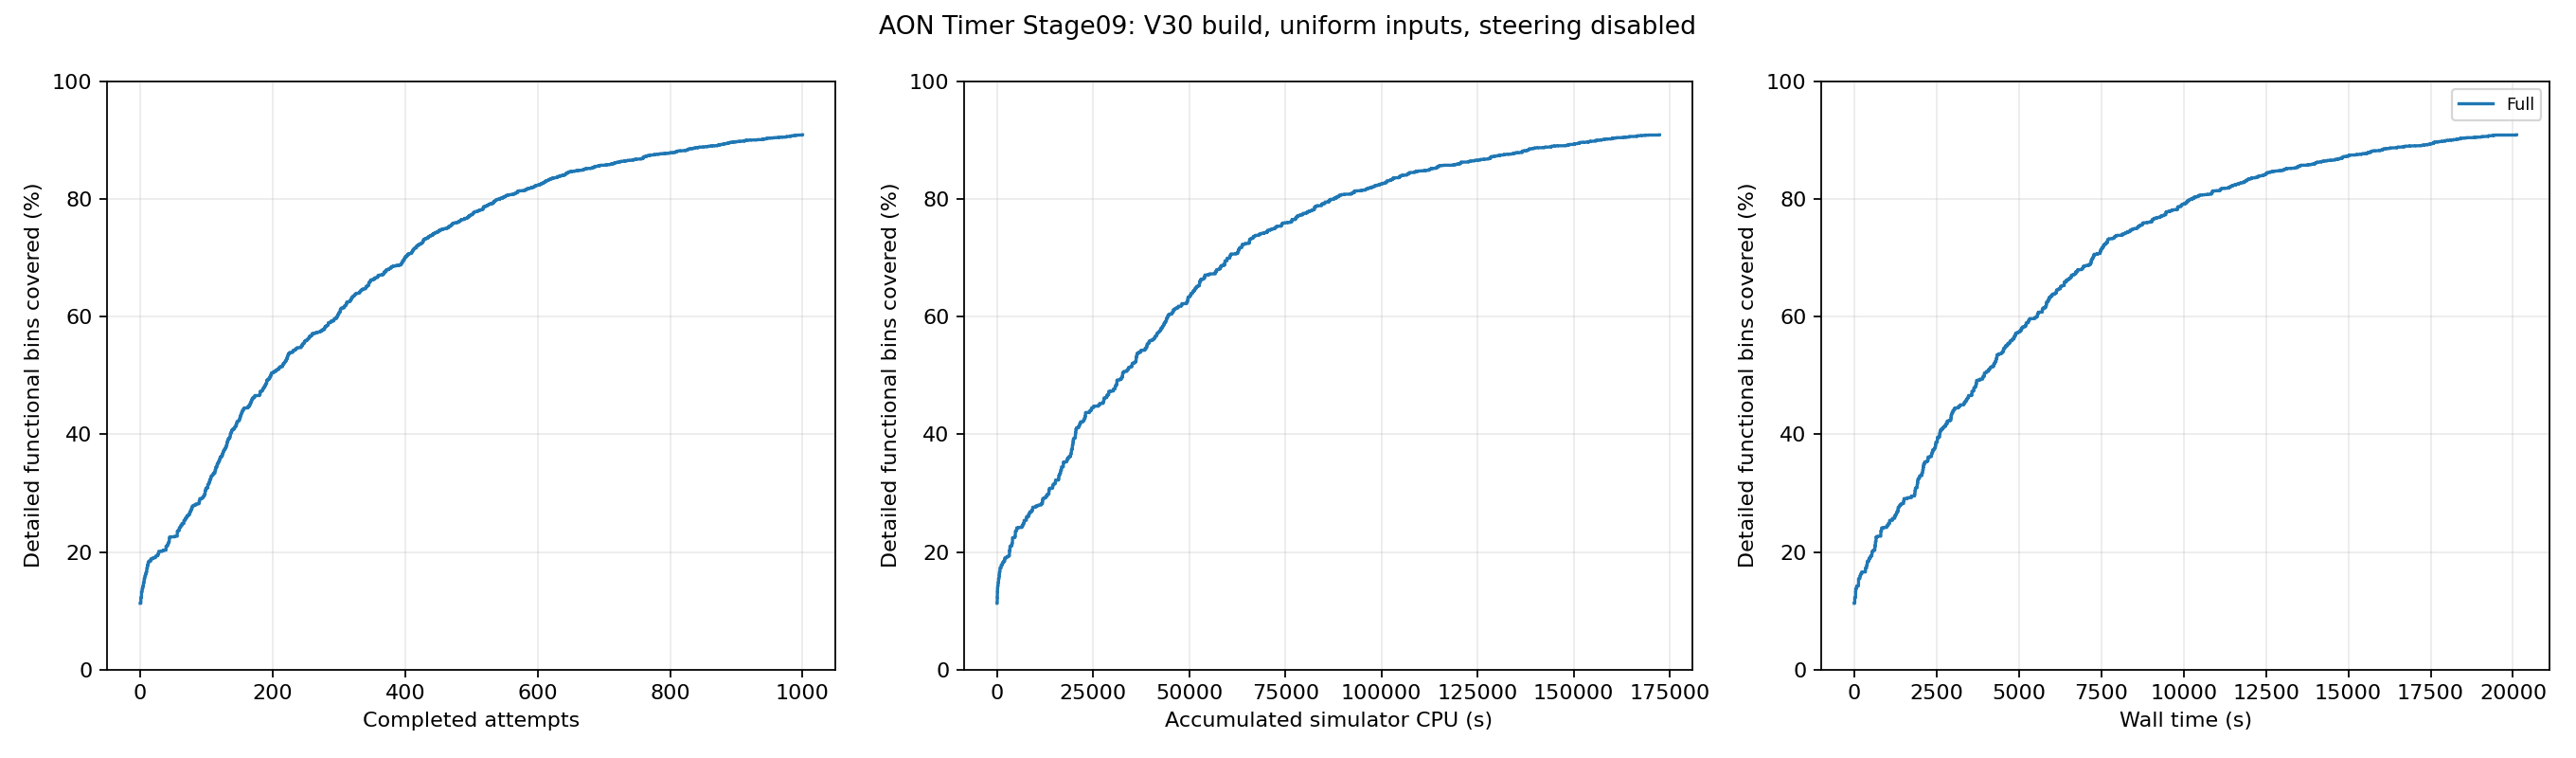 AON Timer Stage09: V30 build, uniform inputs, steering disabled
Detailed functional bins covered (%)
100
80
60
40
20
0
0 200 400 600 800 1000
Completed attempts
Detailed functional bins covered (%)
100
80
60
40
20
0
0 25000 50000 75000 100000 125000 150000 175000
Accumulated simulator CPU (s)
Detailed functional bins covered (%)
100
80
60
40
20
0
Full
0 2500 5000 7500 10000 12500 15000 17500 20000
Wall time (s)